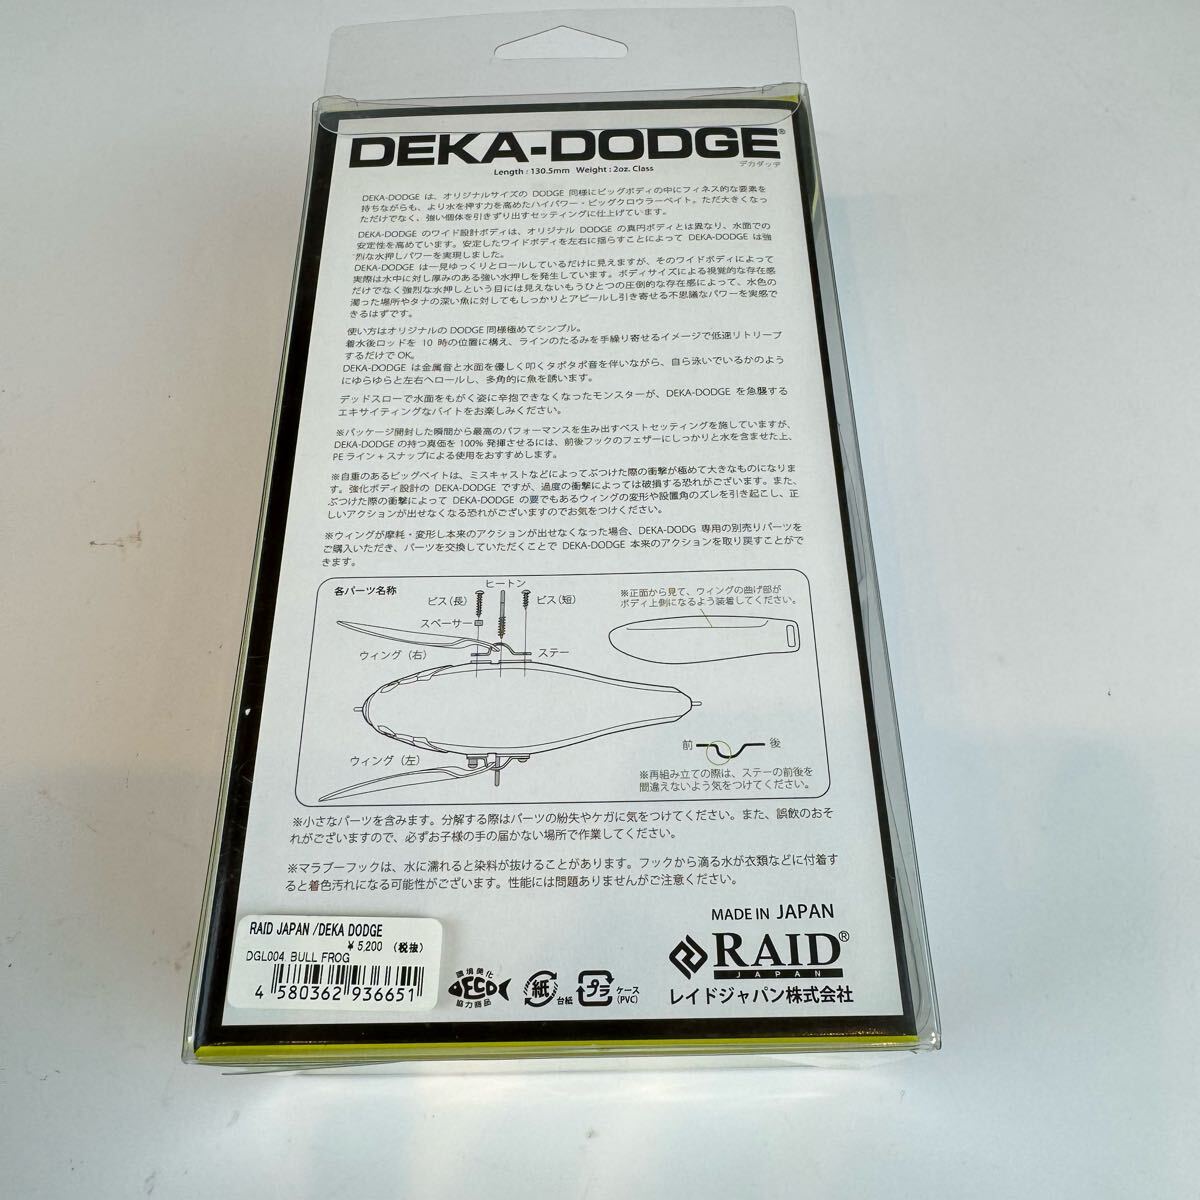 DEKA-DODGE®
デカダッヂ
Length : 130.5mm Weight : 2oz. Class
DEKA-DODGE は、オリジナルサイズの DODGE 同様にビッグボディの中にフィネス的な要素を
持ちながらも、より水を押す力を高めたハイパワー・ビッグクロウラーベイト。ただ大きくなっ
ただけでなく、強い個体を引きずり出すセッティングに仕上げています。
DEKA-DODGE のワイド設計ボディは、オリジナル DODGE の真円ボディとは異なり、水面での
安定性を高めています。安定したワイドボディを左右に揺らすことによって DEKA-DODGE は強
烈な水押しパワーを実現しました。
DEKA-DODGE は一見ゆっくりとロールしているだけに見えますが、そのワイドボディによって
実際は水中に対し厚みのある強い水押しを発生しています。ボディサイズによる視覚的な存在感
だけでなく強烈な水押しという目には見えないもうひとつの圧倒的な存在感によって、水色の
濁った場所やタナの深い魚に対してもしっかりとアピールし引き寄せる不思議なパワーを実感で
きるはずです。
使い方はオリジナルの DODGE 同様極めてシンプル。
着水後ロッドを 10 時の位置に構え、ラインのたるみを手繰り寄せるイメージで低速リトリーブ
するだけで OK。
DEKA-DODGE は金属音と水面を優しく叩くタポタポ音を伴いながら、自ら泳いでいるかのよう
にゆらゆらと左右へロールし、多角的に魚を誘います。
デッドスローで水面をもがく姿に辛抱できなくなったモンスターが、DEKA-DODGE を急襲する
エキサイティングなバイトをお楽しみください。
※パッケージ開封した瞬間から最高のパフォーマンスを生み出すベストセッティングを施していますが、
DEKA-DODGE の持つ真価を 100% 発揮させるには、前後フックのフェザーにしっかりと水を含ませた上、
PE ライン + スナップによる使用をおすすめします。
※自重のあるビッグベイトは、ミスキャストなどによってぶつけた際の衝撃が極めて大きなものになりま
す。強化ボディ設計の DEKA-DODGE ですが、過度の衝撃によっては破損する恐れがございます。また、
ぶつけた際の衝撃によって DEKA-DODGE の要でもあるウィングの変形や設置角のズレを引き起こし、正
しいアクションが出せなくなる恐れがございますのでお気をつけください。
※ウィングが摩耗・変形し本来のアクションが出せなくなった場合、DEKA-DODG 専用の別売りパーツを
ご購入いただき、パーツを交換していただくことで DEKA-DODGE 本来のアクションを取り戻すことがで
きます。
各パーツ名称
ヒートン
ビス（長）
ビス（短）
スペーサー
ウィング（右）
ステー
※正面から見て、ウィングの曲げ部が
ボディ上側になるよう装着してください。
ウィング（左）
前
後
※再組み立ての際は、ステーの前後を
間違えないよう気をつけてください。
※小さなパーツを含みます。分解する際はパーツの紛失やケガに気をつけてください。また、誤飲のおそ
れがございますので、必ずお子様の手の届かない場所で作業してください。
※マラブーフックは、水に濡れると染料が抜けることがあります。フックから滴る水が衣類などに付着す
ると着色汚れになる可能性がございます。性能には問題ありませんがご注意ください。
MADE IN JAPAN
RAID®
JAPAN
レイドジャパン株式会社
RAID JAPAN /DEKA DODGE
¥ 5,200 （税抜）
DGL004 BULL FROG
4 580362 936651
環境美化
ECO
協力商品
紙
台紙
プラ
ケース
(PVC)